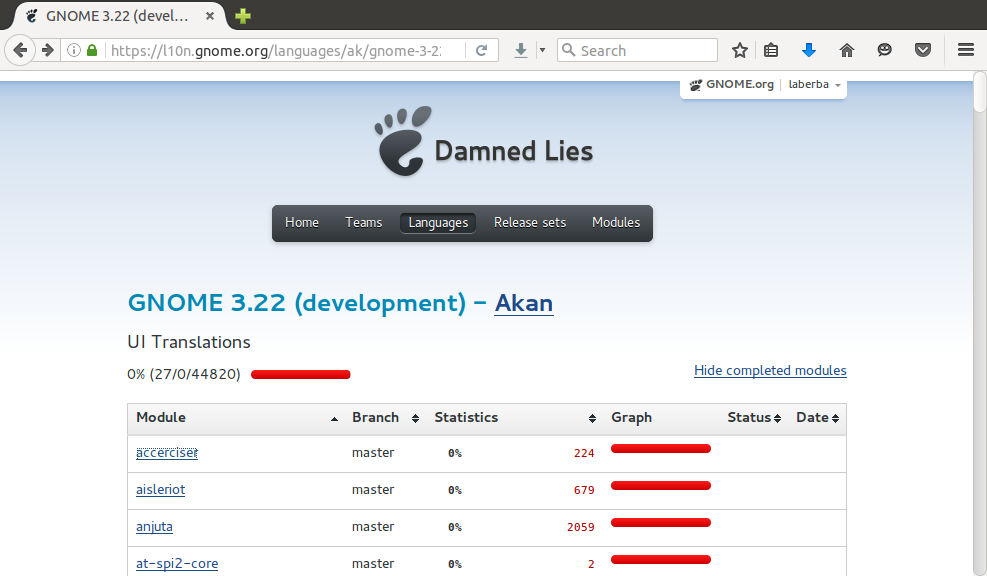 GNOME 3.22 (devel...
https://l10n.gnome.org/languages/ak/gnome-3-22
Search
GNOME.org laberba
Damned Lies
Home Teams Languages Release sets Modules
GNOME 3.22 (development) – Akan
UI Translations
0% (27/0/44820)
Hide completed modules
Module Branch Statistics Graph Status Date
accerciser master 0% 224
aisleriot master 0% 679
anjuta master 0% 2059
at-spi2-core master 0% 2